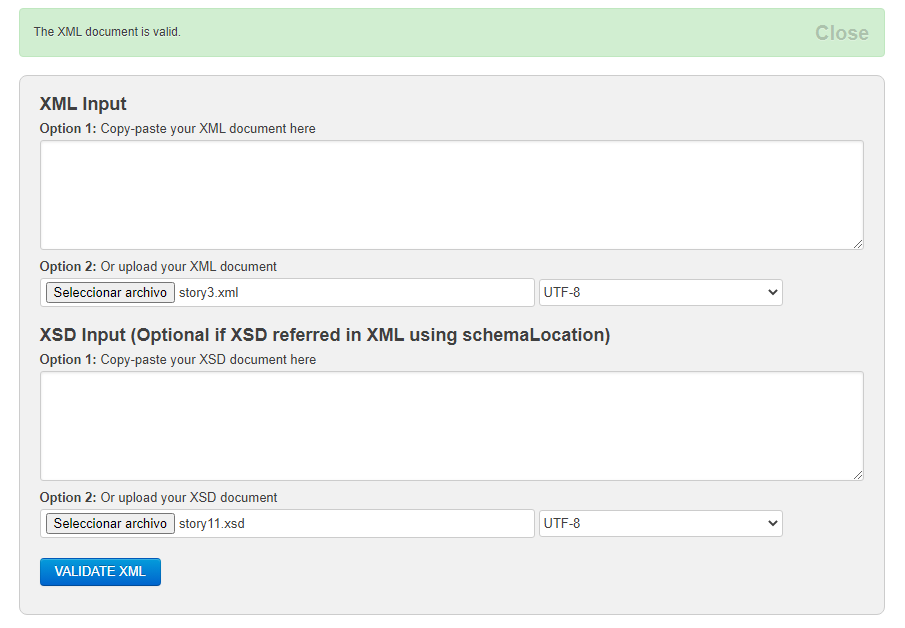 The XML document is valid.
Close
XML Input
Option 1: Copy-paste your XML document here
Option 2: Or upload your XML document
Seleccionar archivo story3.xml
UTF-8
XSD Input (Optional if XSD referred in XML using schemaLocation)
Option 1: Copy-paste your XSD document here
Option 2: Or upload your XSD document
Seleccionar archivo story11.xsd
UTF-8
VALIDATE XML